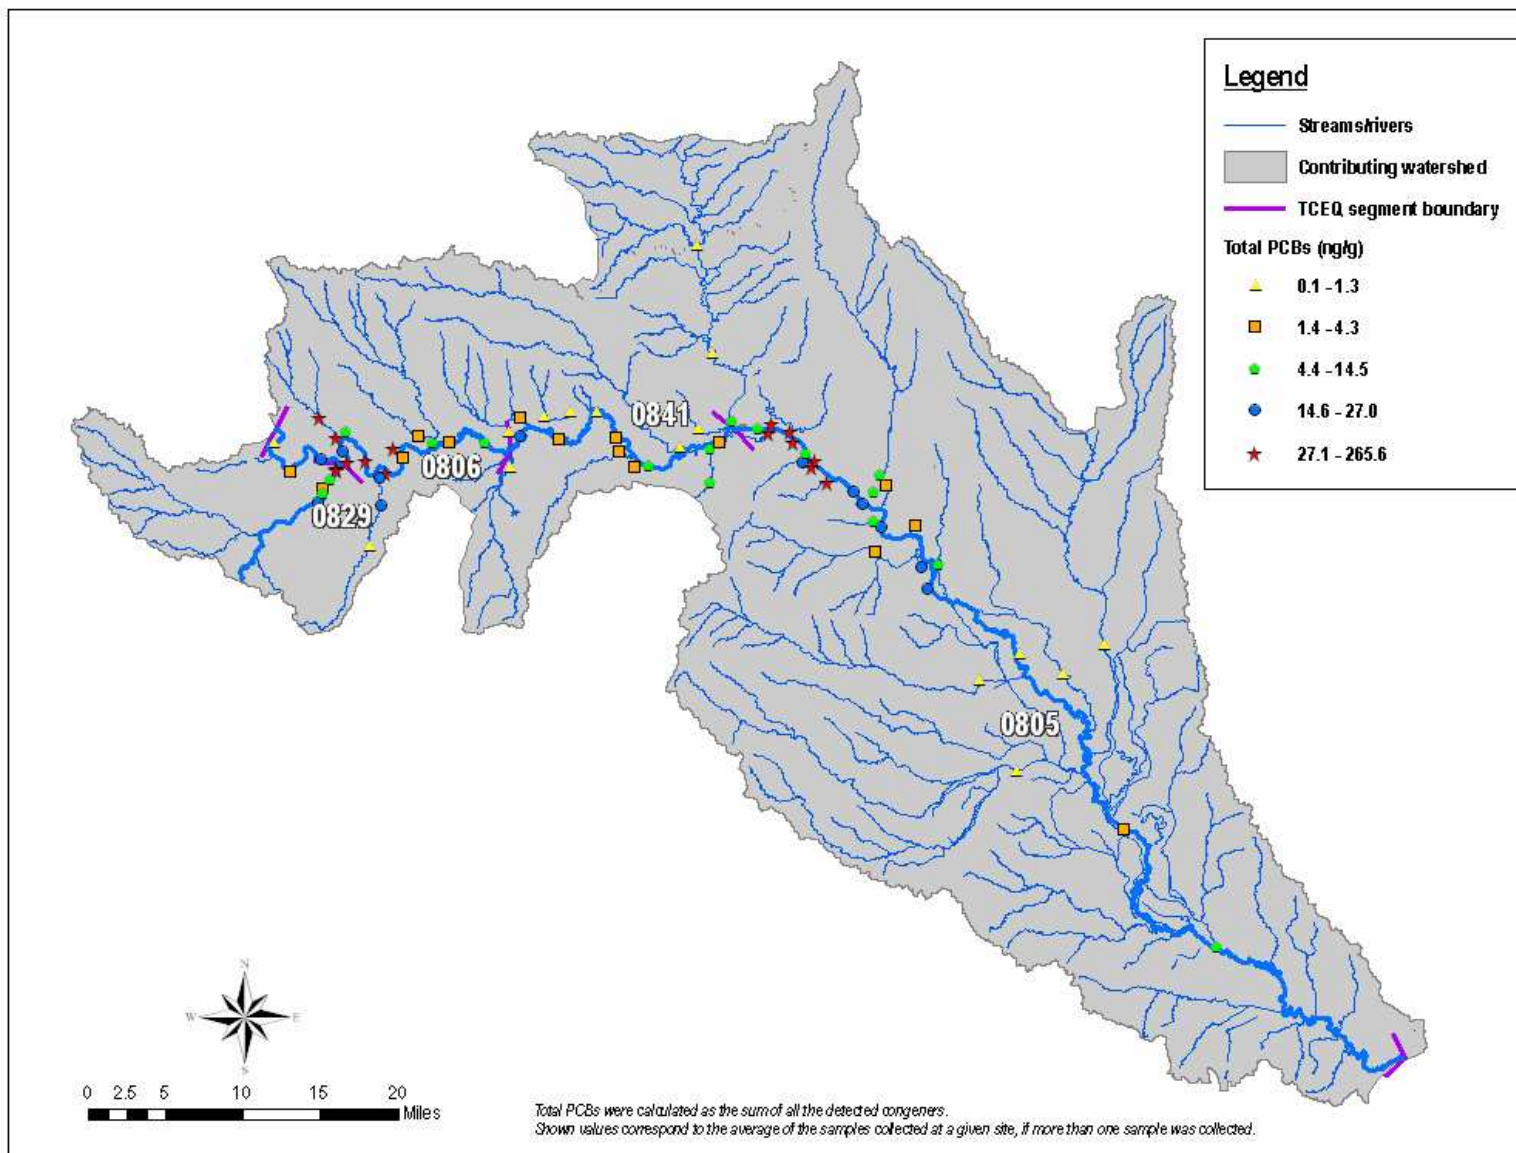 Legend
Streams/rivers
Contributing watershed
TCEQ segment boundary
Total PCBs (ng/g)
0.1 - 1.3
1.4 - 4.3
4.4 - 14.5
14.6 - 27.0
27.1 - 265.6
0841
0806
0829
0805
N
W E
S
0 2.5 5 10 15 20
Miles
Total PCBs were calculated as the sum of all the detected congeners.
Shown values correspond to the average of the samples collected at a given site, if more than one sample was collected.